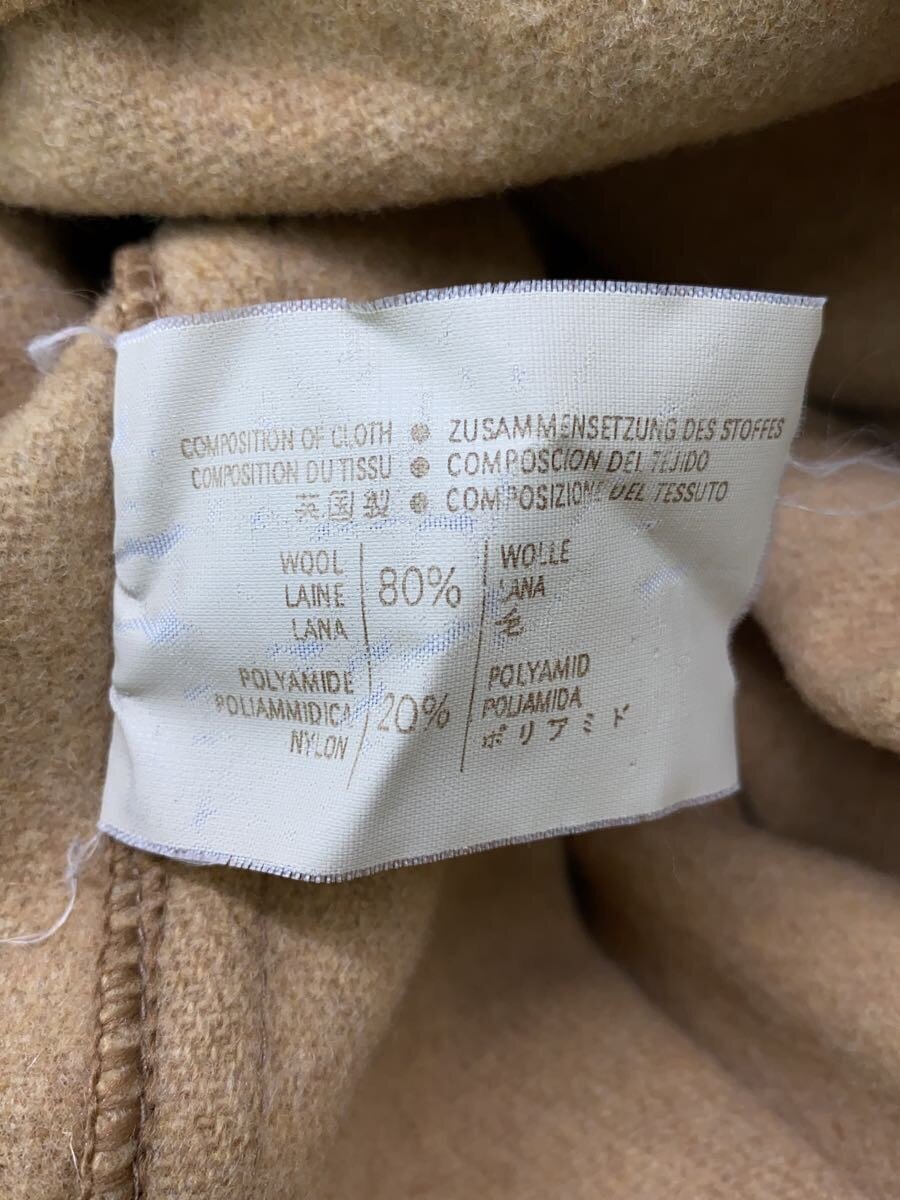 COMPOSITION OF CLOTH ● ZUSAMMENSETZUNG DES STOFFES
COMPOSITION DU TISSU ● COMPOSCION DEL TEJIDO
英国製 ● COMPOSIZIONE DEL TESSUTO
WOOL
LAINE
LANA
80%
WOLLE
LANA
毛
POLYAMIDE
POLIAMMIDICA
NYLON
20%
POLYAMID
POLIAMIDA
ポリアミド